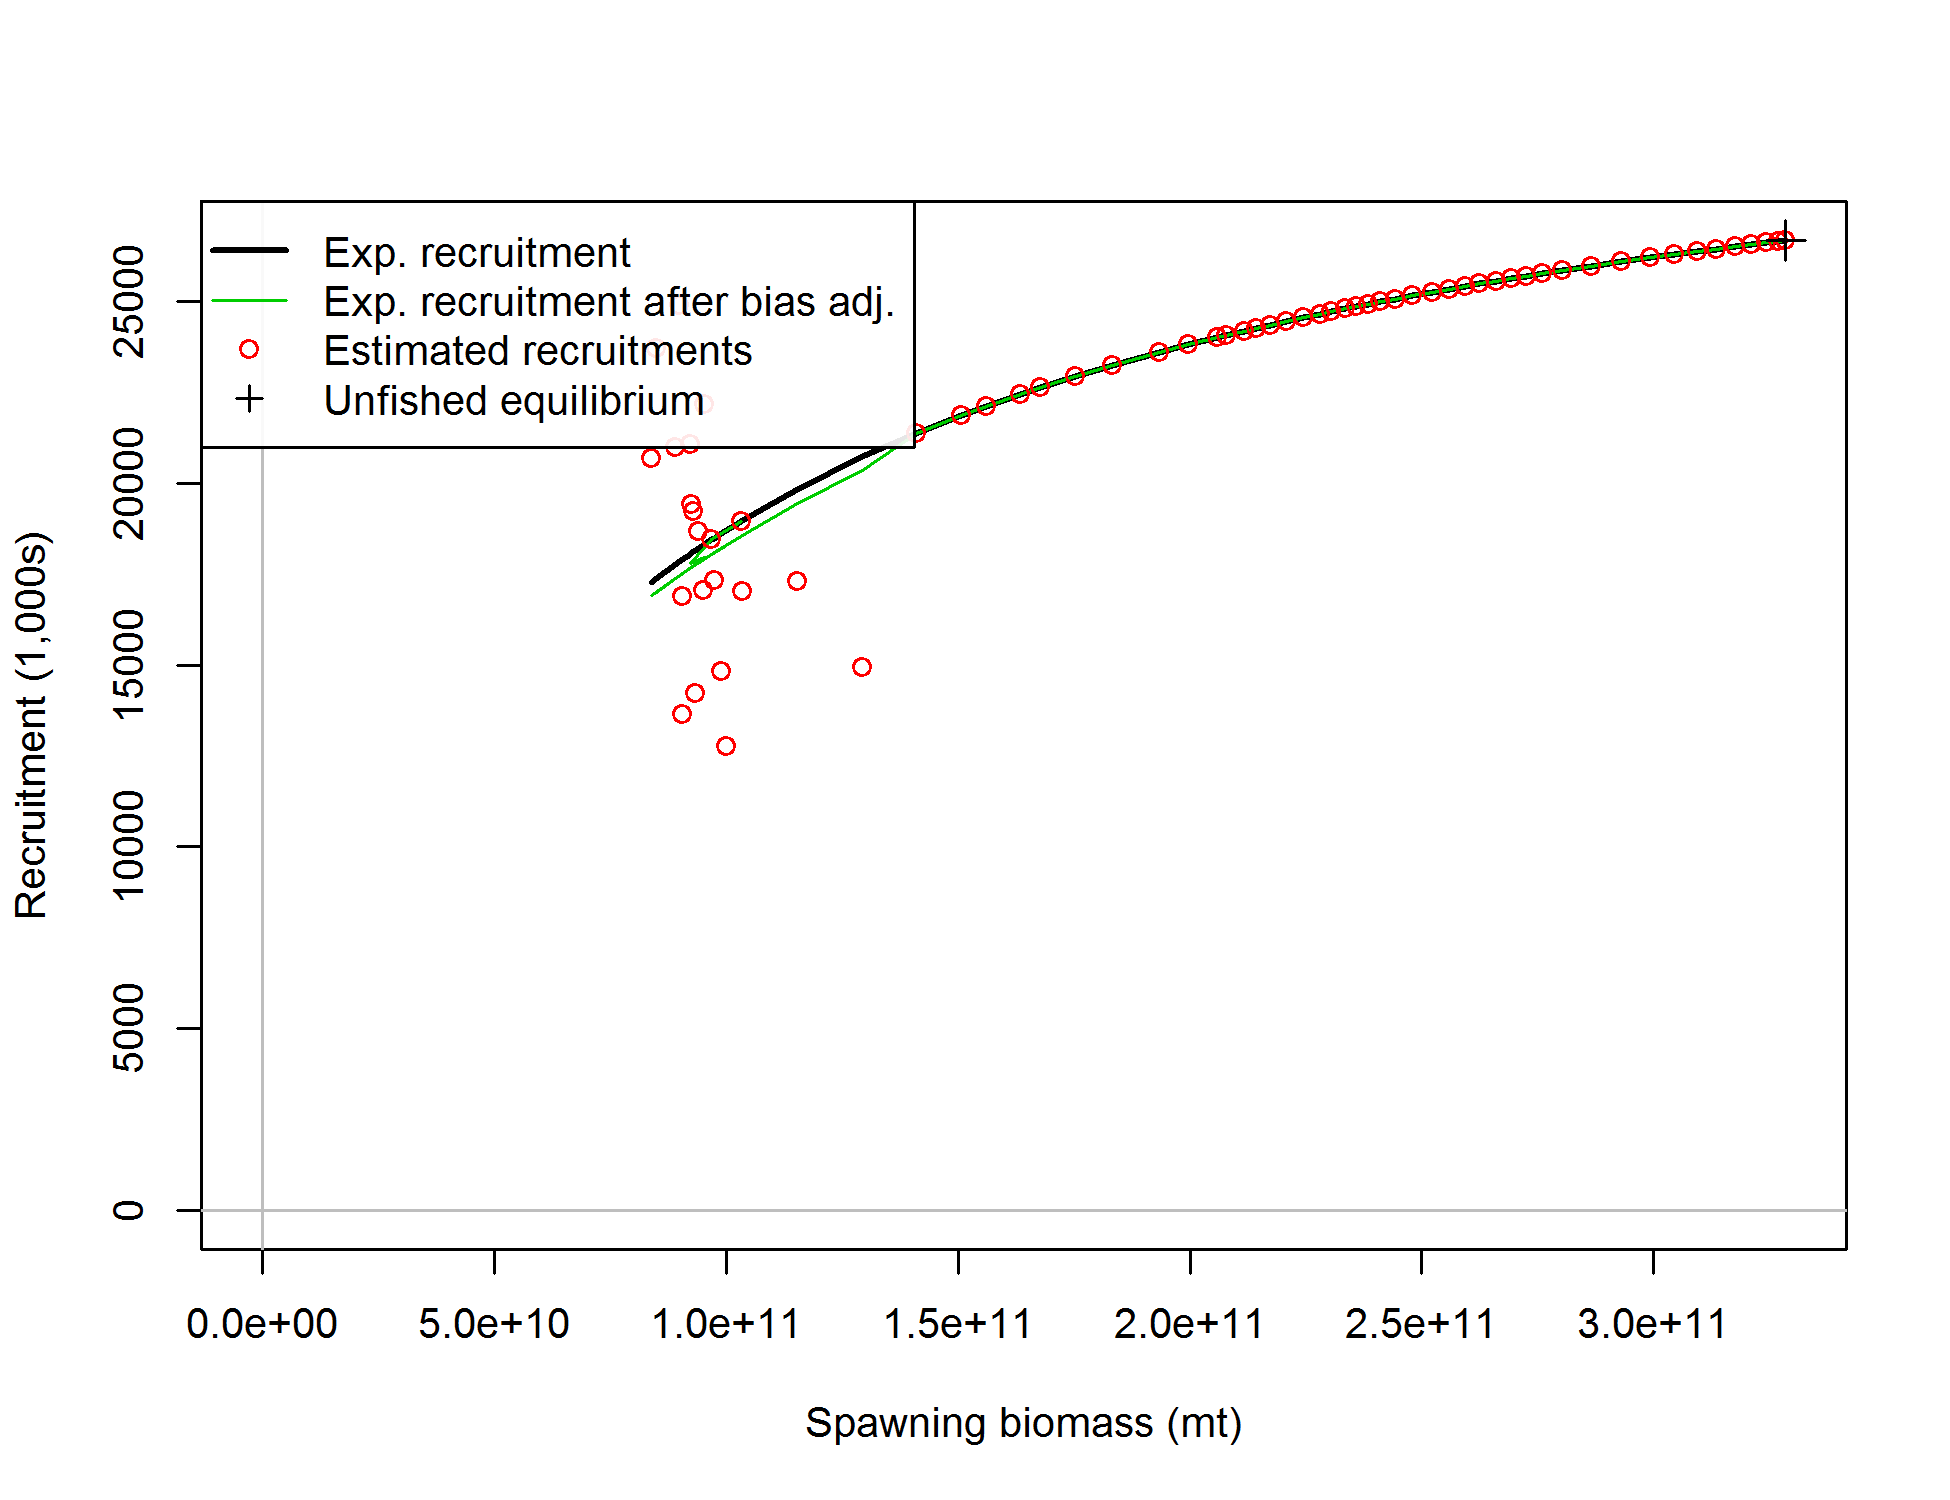 Exp. recruitment
Exp. recruitment after bias adj.
Estimated recruitments
Unfished equilibrium
Recruitment (1,000s)
25000
20000
15000
10000
5000
0
0.0e+00 5.0e+10 1.0e+11 1.5e+11 2.0e+11 2.5e+11 3.0e+11
Spawning biomass (mt)